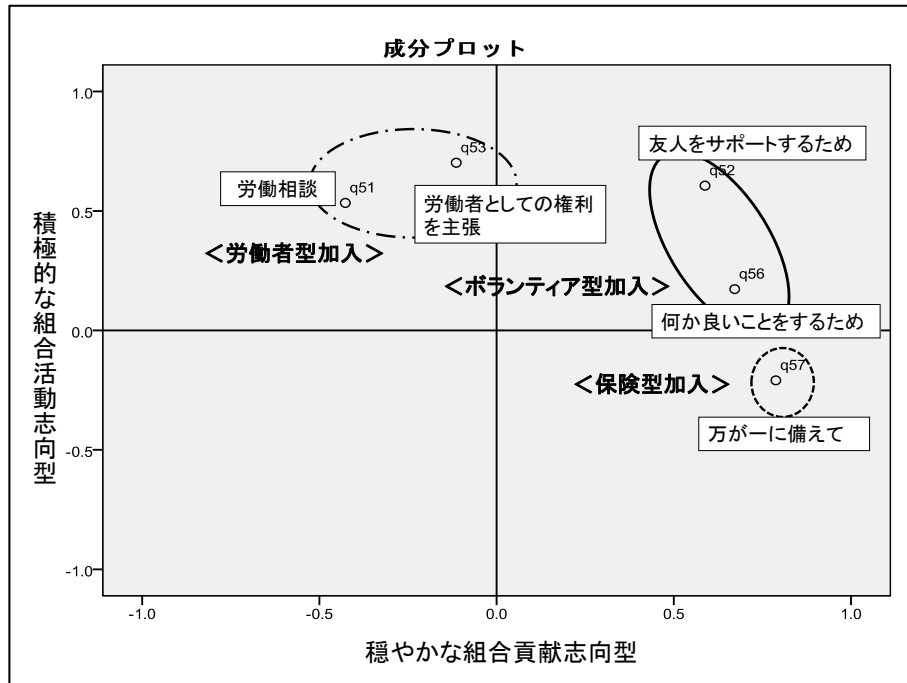 成分プロット
1.0
0.5
0.0
-0.5
-1.0
積極的な組合活動志向型
q53
労働相談
q51
労働者としての権利
を主張
<労働者型加入>
友人をサポートするため
q52
<ボランティア型加入>
q56
何か良いことをするため
<保険型加入>
q57
万が一に備えて
-1.0
-0.5
0.0
0.5
1.0
穏やかな組合貢献志向型